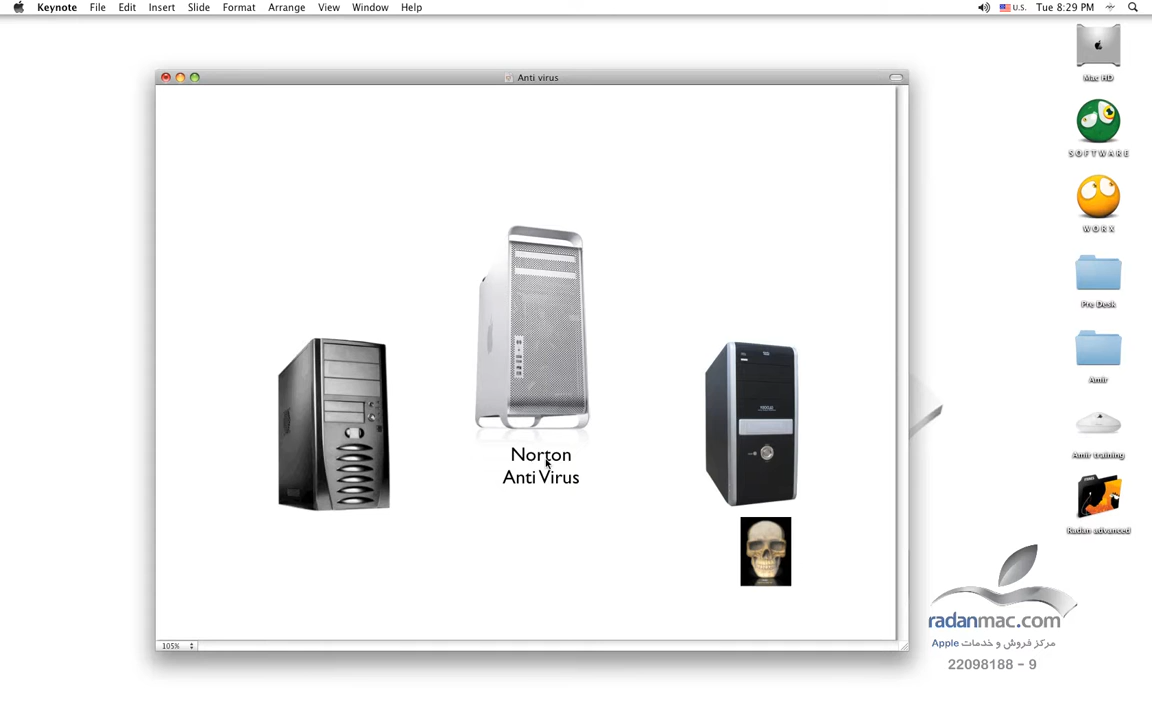 Keynote File Edit Insert Slide Format Arrange View Window Help
U.S. Tue 8:29 PM
Anti virus
Mac HD
SOFTWARE
WORX
Pre Desk
Amir
Amir training
Radan advanced
Norton
Anti Virus
105%
radanmac.com
مرکز فروش و خدمات Apple
22098188 - 9